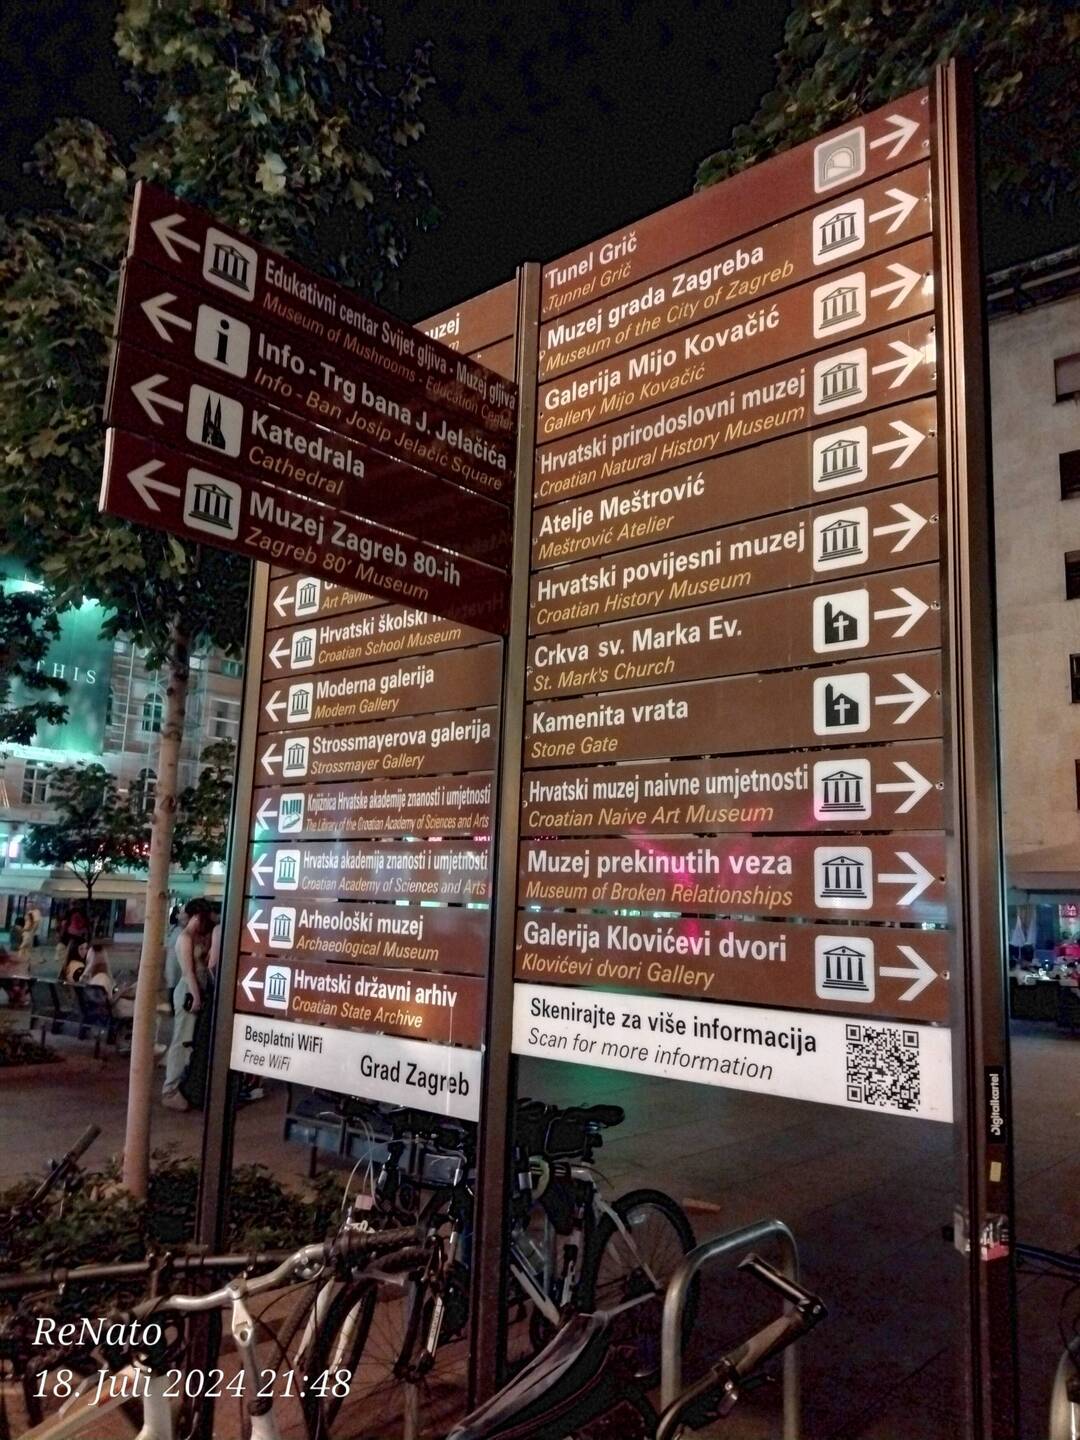 Edukativni centar Svijet gljiva - Muzej gljiva
Museum of Mushrooms - Education Center
Info - Trg bana J. Jelačića
Info - Ban Josip Jelačić Square
Katedrala
Cathedral
Muzej Zagreb 80-ih
Zagreb 80' Museum
Art
Hrvatski školski
Croatian School Museum
Moderna galerija
Modern Gallery
Strossmayerova galerija
Strossmayer Gallery
Knjižnica Hrvatske akademije znanosti i umjetnosti
The Library of the Croatian Academy of Sciences and Arts
Hrvatska akademija znanosti i umjetnosti
Croatian Academy of Sciences and Arts
Arheološki muzej
Archaeological Museum
Hrvatski državni arhiv
Croatian State Archive
Besplatni WiFi
Free WiFi
Grad Zagreb
Tunel Grič
Tunnel Grič
Muzej grada Zagreba
Museum of the City of Zagreb
Galerija Mijo Kovačić
Gallery Mijo Kovačić
Hrvatski prirodoslovni muzej
Croatian Natural History Museum
Atelje Meštrović
Meštrović Atelier
Hrvatski povijesni muzej
Croatian History Museum
Crkva sv. Marka Ev.
St. Mark's Church
Kamenita vrata
Stone Gate
Hrvatski muzej naivne umjetnosti
Croatian Naive Art Museum
Muzej prekinutih veza
Museum of Broken Relationships
Galerija Klovićevi dvori
Klovićevi dvori Gallery
Skenirajte za više informacija
Scan for more information
Digitalkartel
THIS
ReNato
18. Juli 2024 21:48